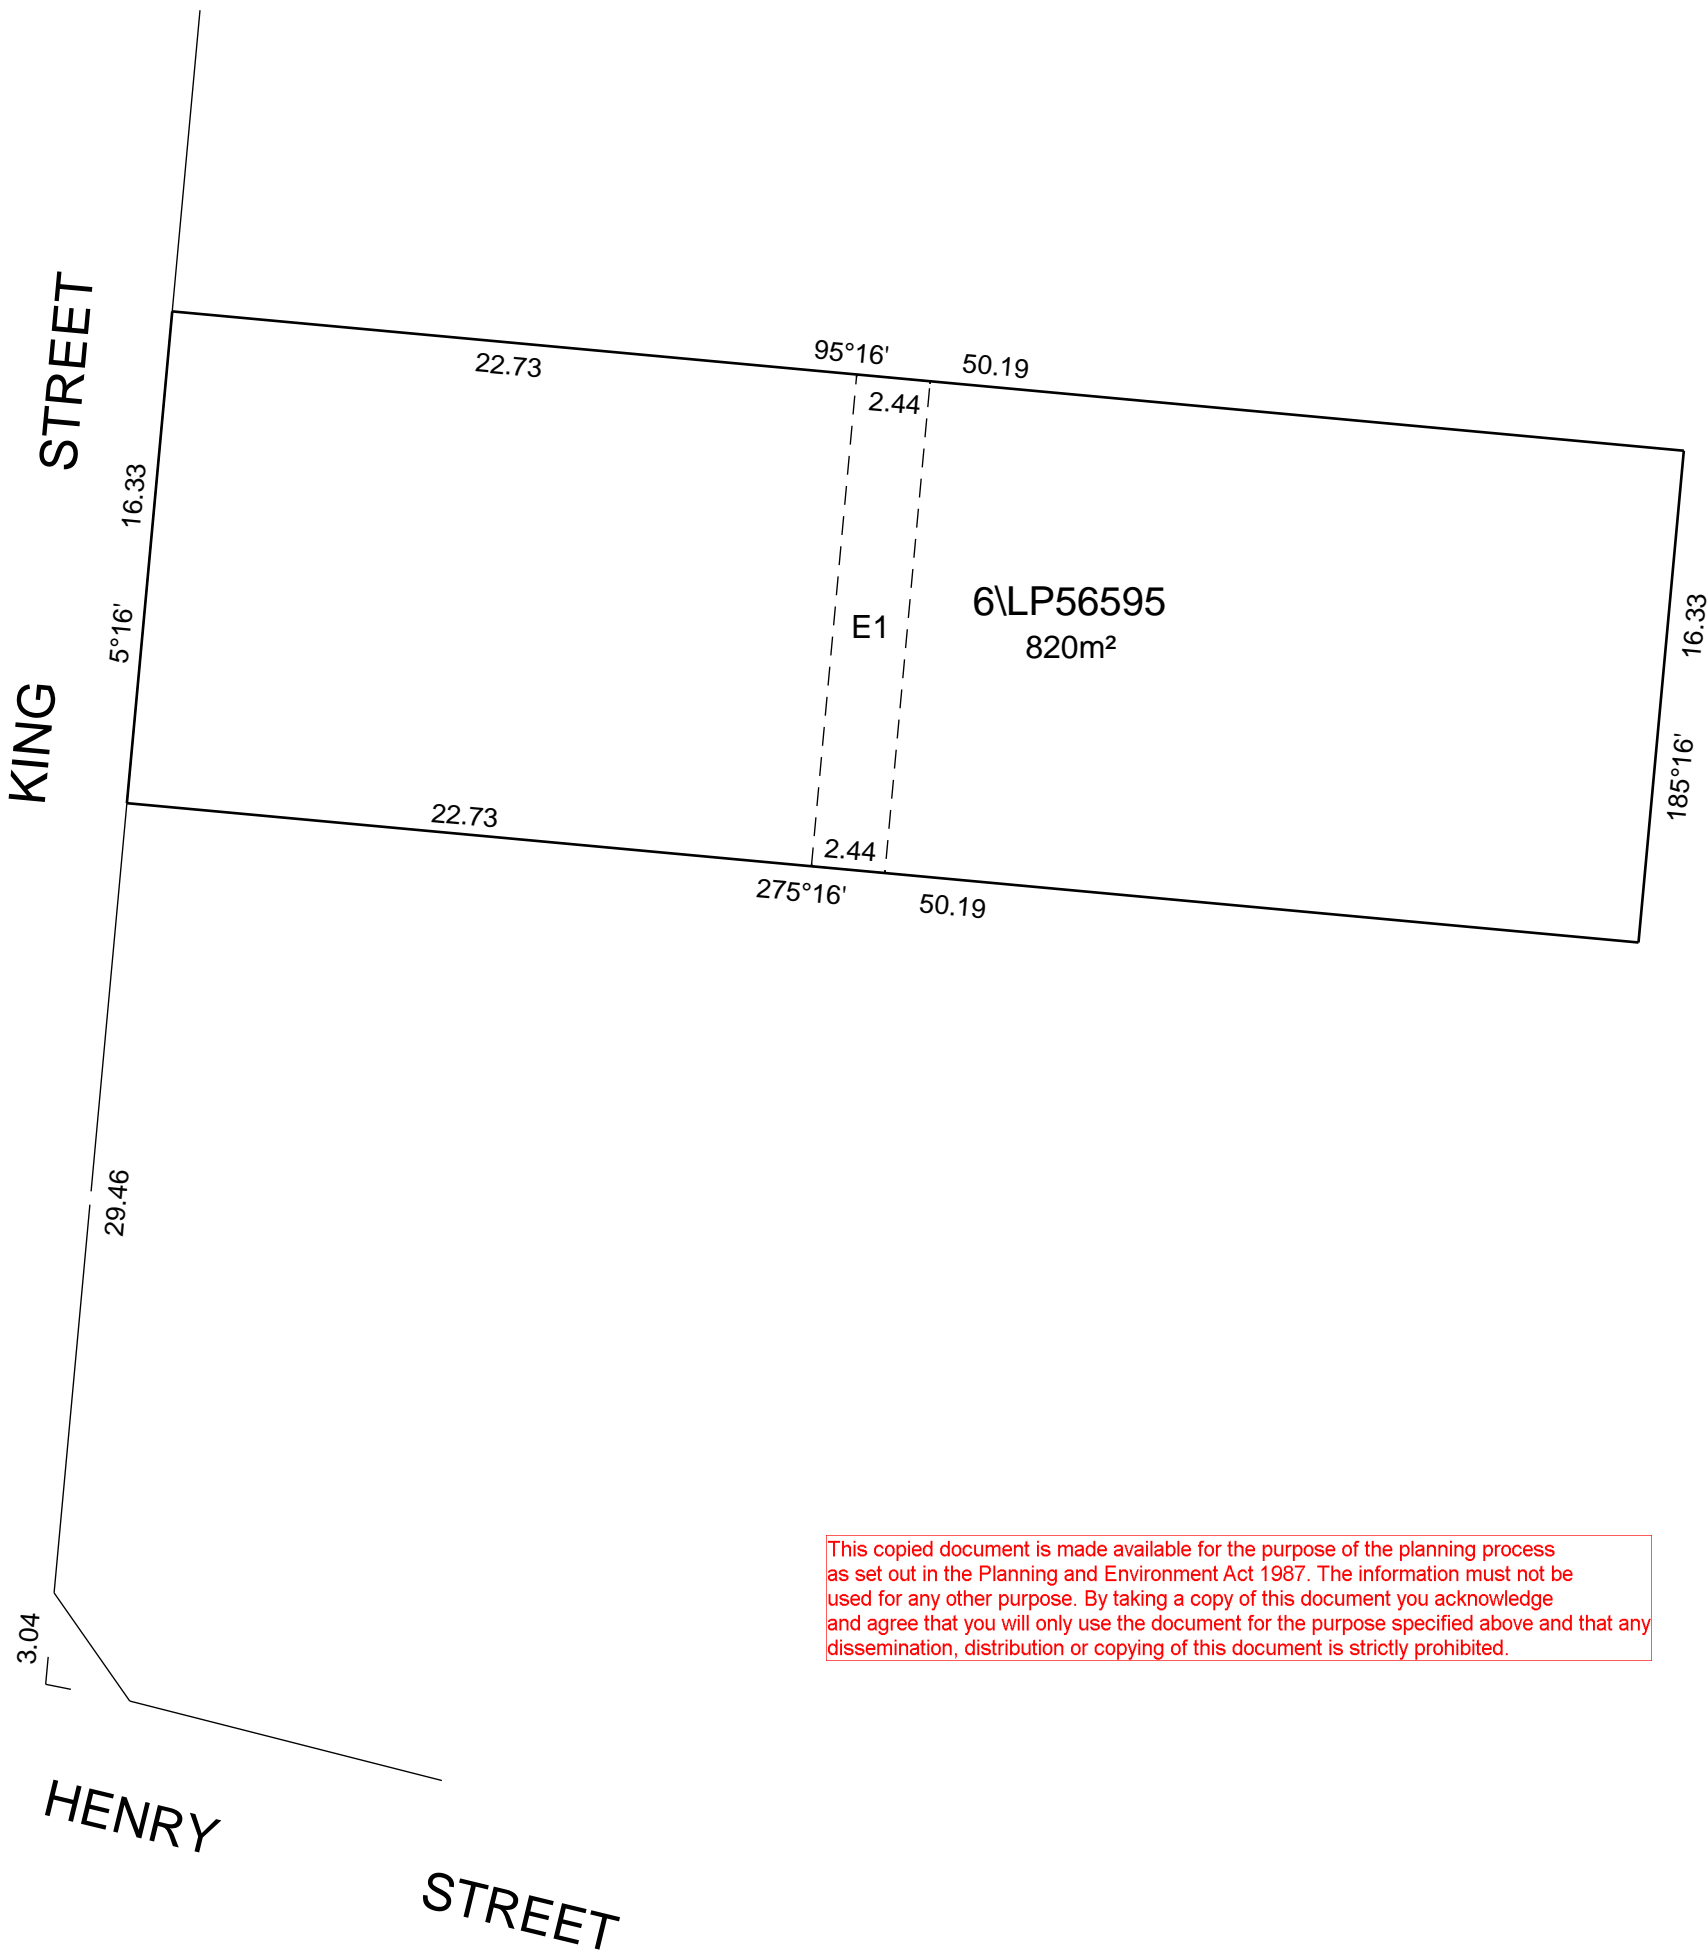 STREET
KING
95°16'
50.19
22.73
2.44
16.33
5°16'
E1
6\LP56595
820m²
16.33
185°16'
22.73
2.44
275°16'
50.19
29.46
3.04
This copied document is made available for the purpose of the planning process
as set out in the Planning and Environment Act 1987. The information must not be
used for any other purpose. By taking a copy of this document you acknowledge
and agree that you will only use the document for the purpose specified above and that any
dissemination, distribution or copying of this document is strictly prohibited.
HENRY
STREET